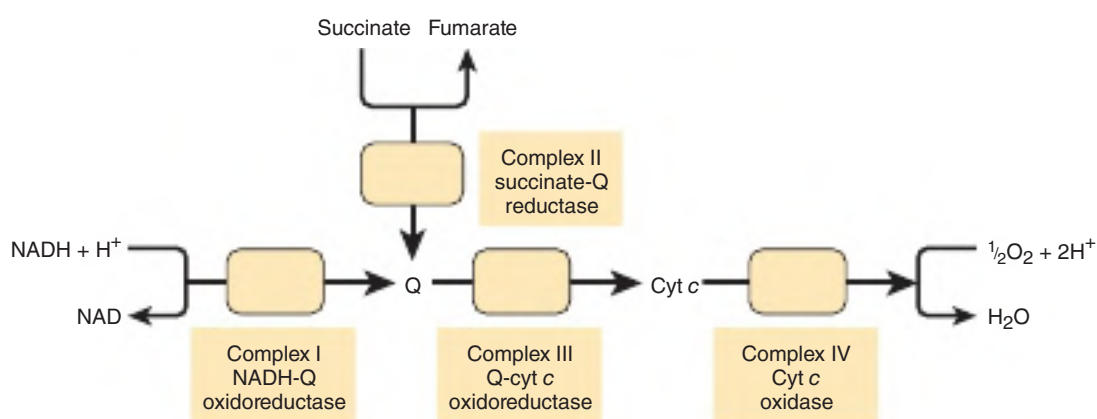 Succinate Fumarate
Complex II
succinate-Q
reductase
NADH + H⁺
Q
Cyt c
½O₂ + 2H⁺
NAD
H₂O
Complex I
NADH-Q
oxidoreductase
Complex III
Q-cyt c
oxidoreductase
Complex IV
Cyt c
oxidase